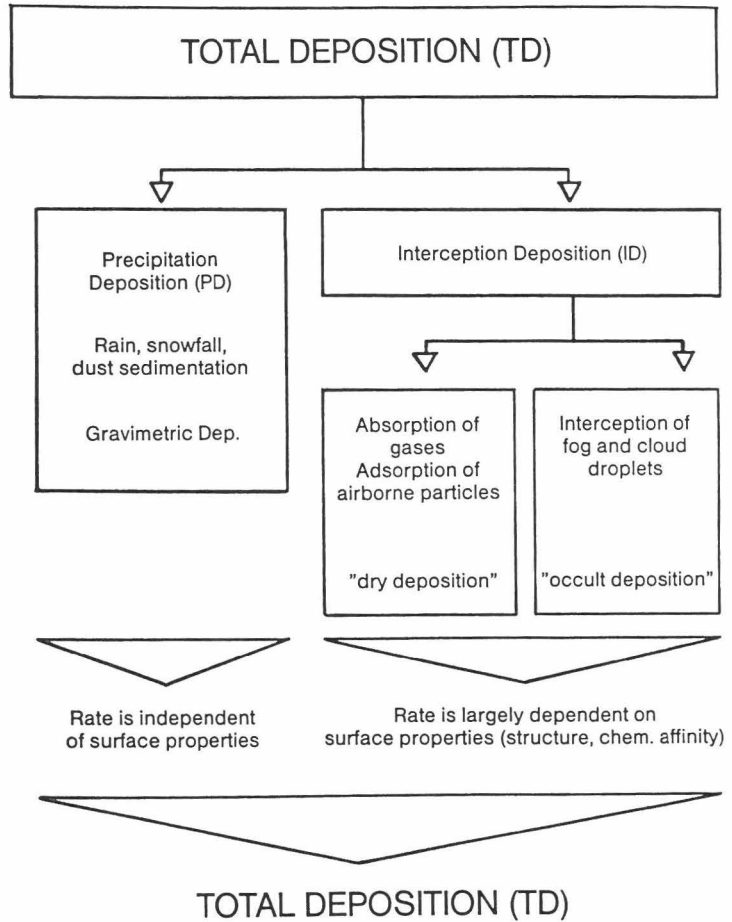 TOTAL DEPOSITION (TD)
Precipitation
Deposition (PD)
Rain, snowfall,
dust sedimentation
Gravimetric Dep.
Interception Deposition (ID)
Absorption of
gases
Adsorption of
airborne particles
"dry deposition"
Interception of
fog and cloud
droplets
"occult deposition"
Rate is independent
of surface properties
Rate is largely dependent on
surface properties (structure, chem. affinity)
TOTAL DEPOSITION (TD)